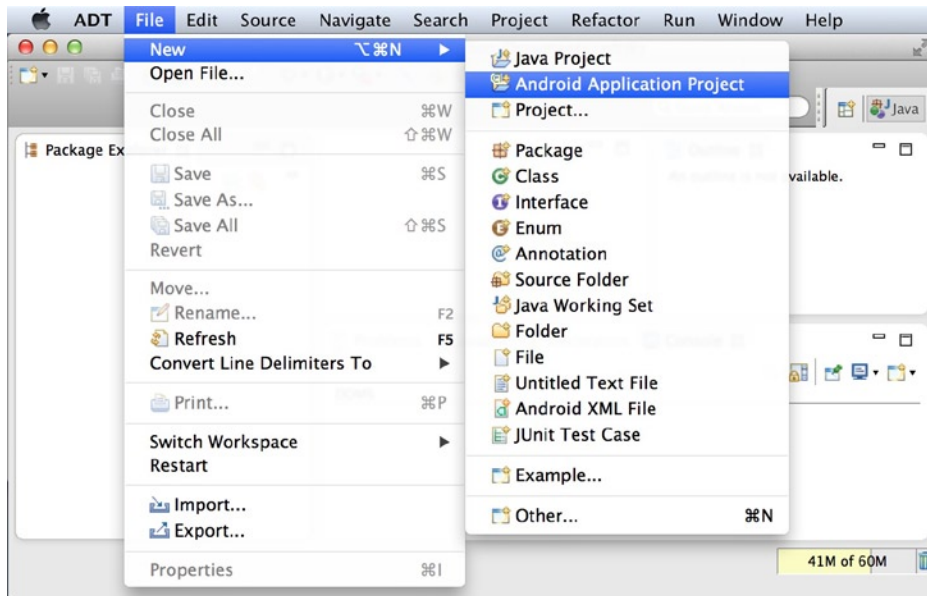 ADT File Edit Source Navigate Search Project Refactor Run Window Help
New ⌥⌘N ▶
Open File...
Close ⌘W
Close All ⇧⌘W
Save ⌘S
Save As...
Save All ⇧⌘S
Revert
Move...
Rename... F2
Refresh F5
Convert Line Delimiters To ▶
Print... ⌘P
Switch Workspace ▶
Restart
Import...
Export...
Properties ⌘I
Java Project
Android Application Project
Project...
Package
Class
Interface
Enum
Annotation
Source Folder
Java Working Set
Folder
File
Untitled Text File
Android XML File
JUnit Test Case
Example...
Other... ⌘N
Java
Package Ex
vailable.
41M of 60M